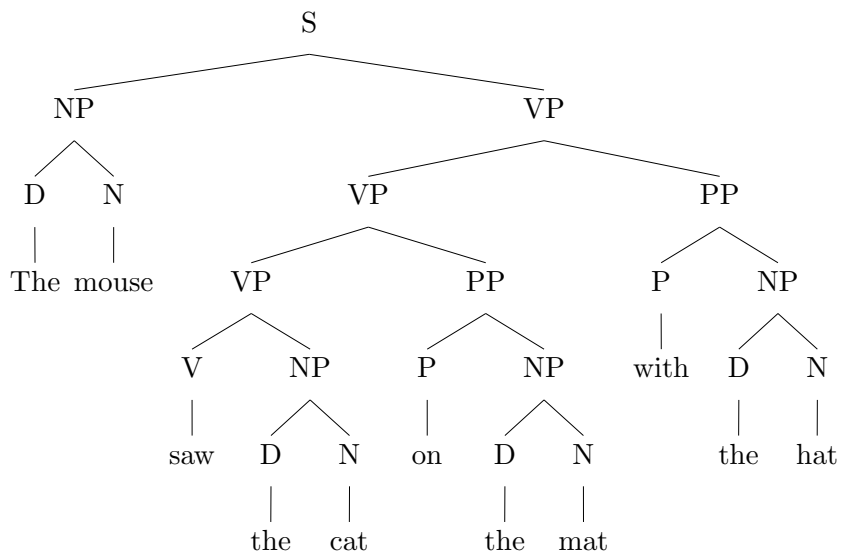 S
NP VP
D N VP PP
The mouse VP PP P NP
V NP P NP with D N
saw D N on D N the hat
the cat the mat